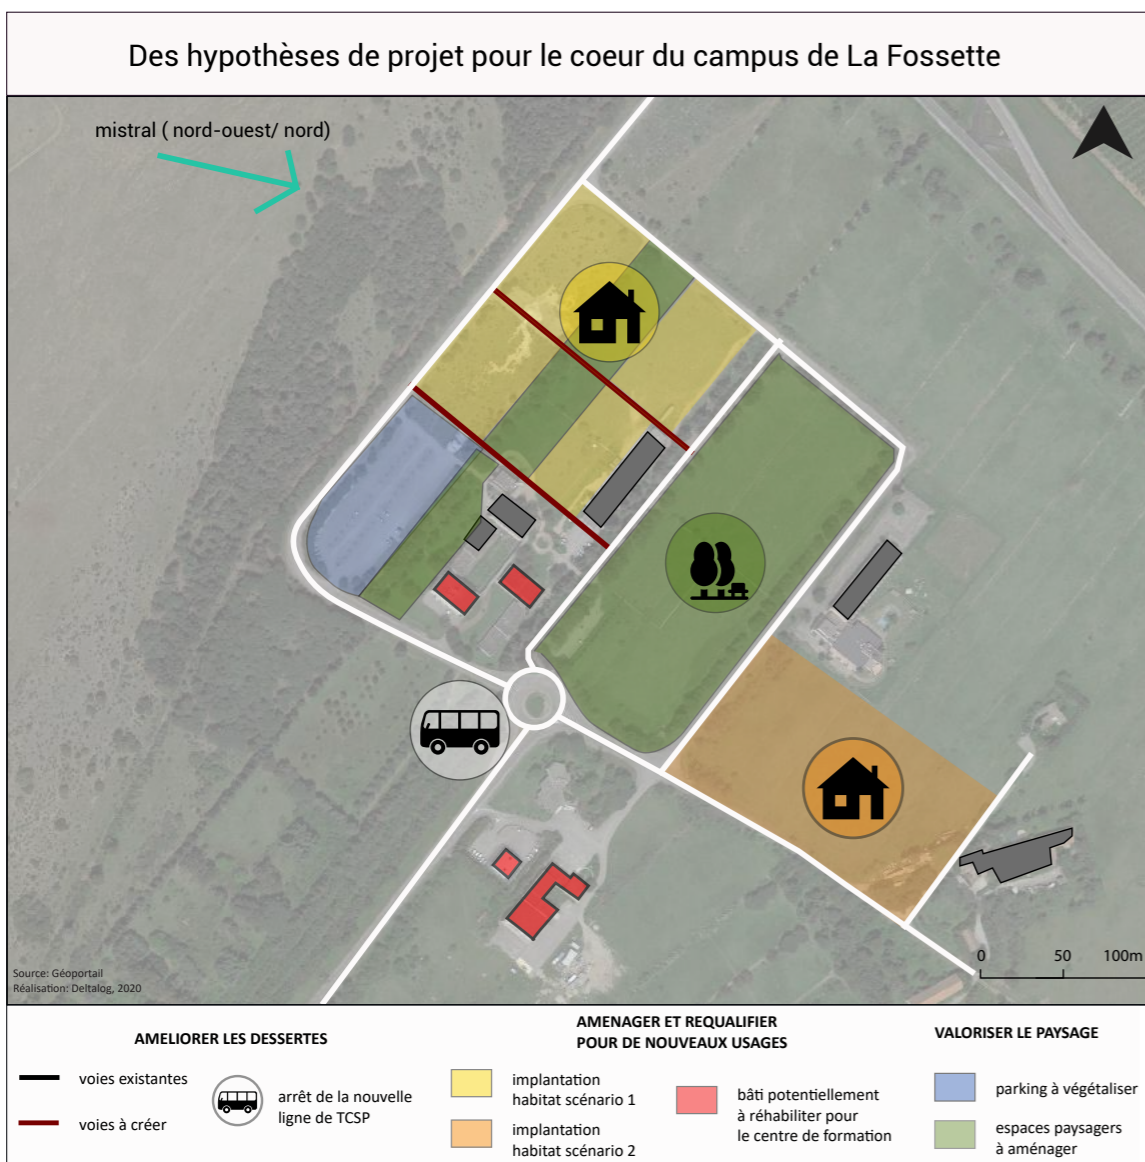 Des hypothèses de projet pour le coeur du campus de La Fossette
mistral ( nord-ouest/ nord)
0 50 100m
Source: Géoportail
Réalisation: Deltalog, 2020
AMELIORER LES DESSERTES
voies existantes
voies à créer
arrêt de la nouvelle
ligne de TCSP
AMENAGER ET REQUALIFIER
POUR DE NOUVEAUX USAGES
implantation
habitat scénario 1
implantation
habitat scénario 2
bâti potentiellement
à réhabiliter pour
le centre de formation
VALORISER LE PAYSAGE
parking à végétaliser
espaces paysagers
à aménager